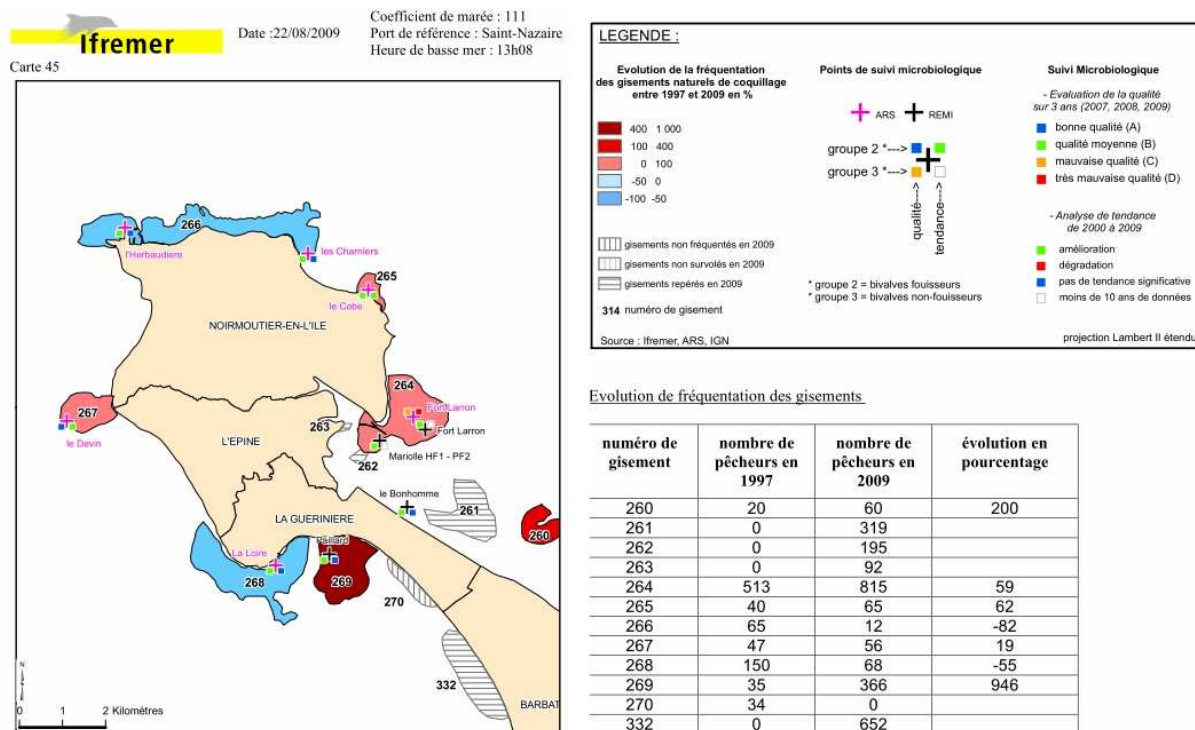 Ifremer
Date :22/08/2009
Coefficient de marée : 111
Port de référence : Saint-Nazaire
Heure de basse mer : 13h08
Carte 45
266
l'Herbaudiere
les Charniers
265
le Cobe
NOIRMOUTIER-EN-L'ILE
264
267
Fort Larron
le Devin
L'EPINE
263
Fort Larron
262
Mariolle HF1 - PF2
le Bonhomme
261
LA GUERINIERE
260
Paillard
La Loire
268
269
270
332
N
0 1 2 Kilomètres
BARBAT
LEGENDE :
Evolution de la fréquentation
des gisements naturels de coquillage
entre 1997 et 2009 en %
400 1 000
100 400
0 100
-50 0
-100 -50
gisements non fréquentés en 2009
gisements non survolés en 2009
gisements repérés en 2009
314 numéro de gisement
Source : Ifremer, ARS, IGN
Points de suivi microbiologique
ARS REMI
groupe 2 *--->
groupe 3 *--->
qualité--->
tendance--->
* groupe 2 = bivalves fouisseurs
* groupe 3 = bivalves non-fouisseurs
Suivi Microbiologique
- Evaluation de la qualité
sur 3 ans (2007, 2008, 2009)
bonne qualité (A)
qualité moyenne (B)
mauvaise qualité (C)
très mauvaise qualité (D)
- Analyse de tendance
de 2000 à 2009
amélioration
dégradation
pas de tendance significative
moins de 10 ans de données
projection Lambert II étendu
Evolution de fréquentation des gisements
numéro de gisement nombre de pêcheurs en 1997 nombre de pêcheurs en 2009 évolution en pourcentage
260 20 60 200
261 0 319
262 0 195
263 0 92
264 513 815 59
265 40 65 62
266 65 12 -82
267 47 56 19
268 150 68 -55
269 35 366 946
270 34 0
332 0 652